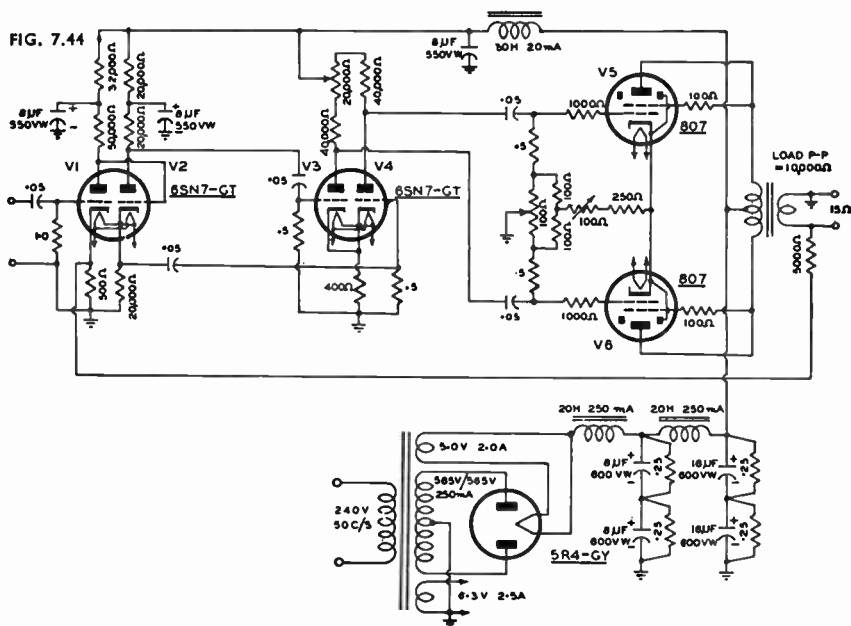 FIG. 7.44
8µF
550VW
30H 20mA
32,000Ω
20,000Ω
8µF
550VW
50,000Ω
20,000Ω
8µF
550VW
20,000Ω
40,000Ω
40,000Ω
V1
V2
6SN7-GT
V3
V4
6SN7-GT
·05
·05
1·0
500Ω
20,000Ω
·05
·5
400Ω
·5
·05
·5
1000Ω
V5
807
100Ω
100Ω
100Ω
100Ω
100Ω
250Ω
·5
·05
1000Ω
V6
807
100Ω
LOAD P-P
=10,000Ω
15Ω
5000Ω
20H 250mA
20H 250mA
5·0V 2·0A
565V/565V
250mA
240V
50C/S
6·3V 2·5A
5R4-GY
8µF
600VW
·25
16µF
600VW
·25
8µF
600VW
·25
16µF
600VW
·25